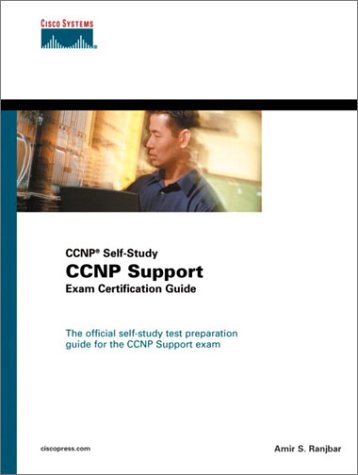 CISCO SYSTEMS
CCNP® Self-Study
CCNP Support
Exam Certification Guide
The official self-study test preparation
guide for the CCNP Support exam
ciscopress.com
Amir S. Ranjbar